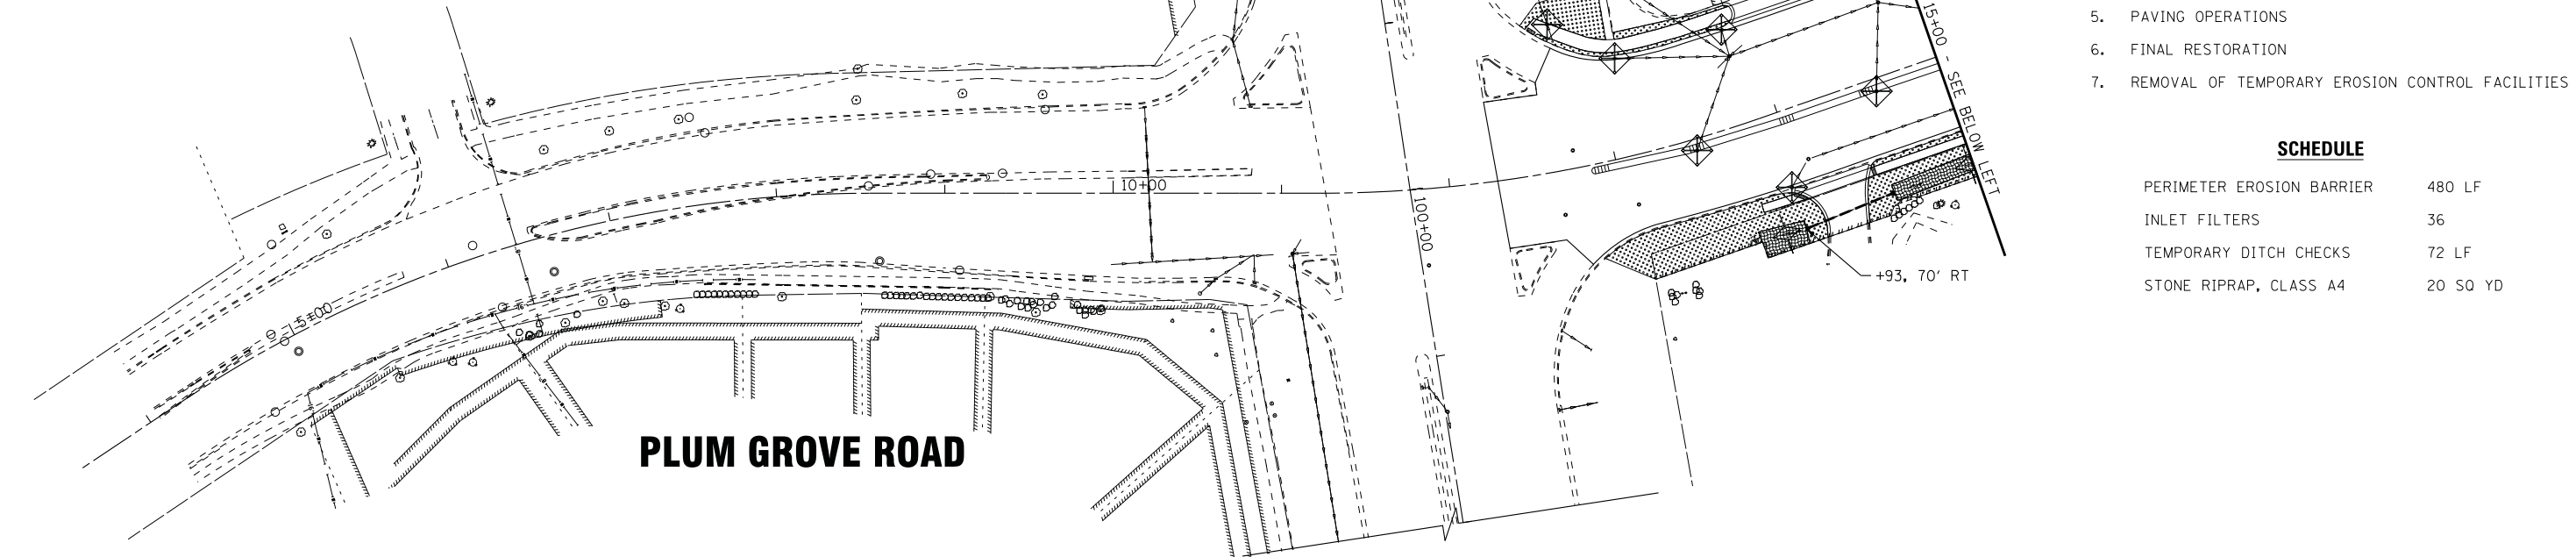 5. PAVING OPERATIONS
6. FINAL RESTORATION
7. REMOVAL OF TEMPORARY EROSION CONTROL FACILITIES
SCHEDULE
PERIMETER EROSION BARRIER 480 LF
INLET FILTERS 36
TEMPORARY DITCH CHECKS 72 LF
STONE RIPRAP, CLASS A4 20 SQ YD
15+00 - SEE BELOW LEFT
10+00
100+00
+93, 70' RT
5+00
PLUM GROVE ROAD